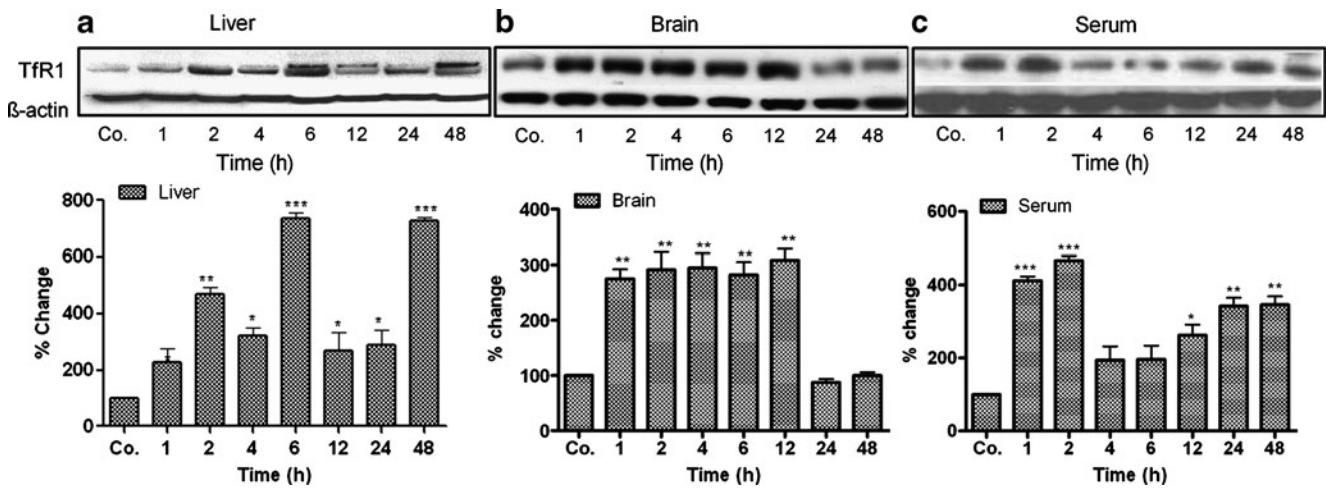 a Liver
TfR1
ß-actin
Co. 1 2 4 6 12 24 48
Time (h)
Liver
% Change
800
600
400
200
0
* ** * *** * * ***
Co. 1 2 4 6 12 24 48
Time (h)
b Brain
Co. 1 2 4 6 12 24 48
Time (h)
Brain
% change
400
300
200
100
0
** ** ** ** **
Co. 1 2 4 6 12 24 48
Time (h)
c Serum
Co. 1 2 4 6 12 24 48
Time (h)
Serum
% change
600
400
200
0
*** *** * ** **
Co. 1 2 4 6 12 24 48
Time (h)